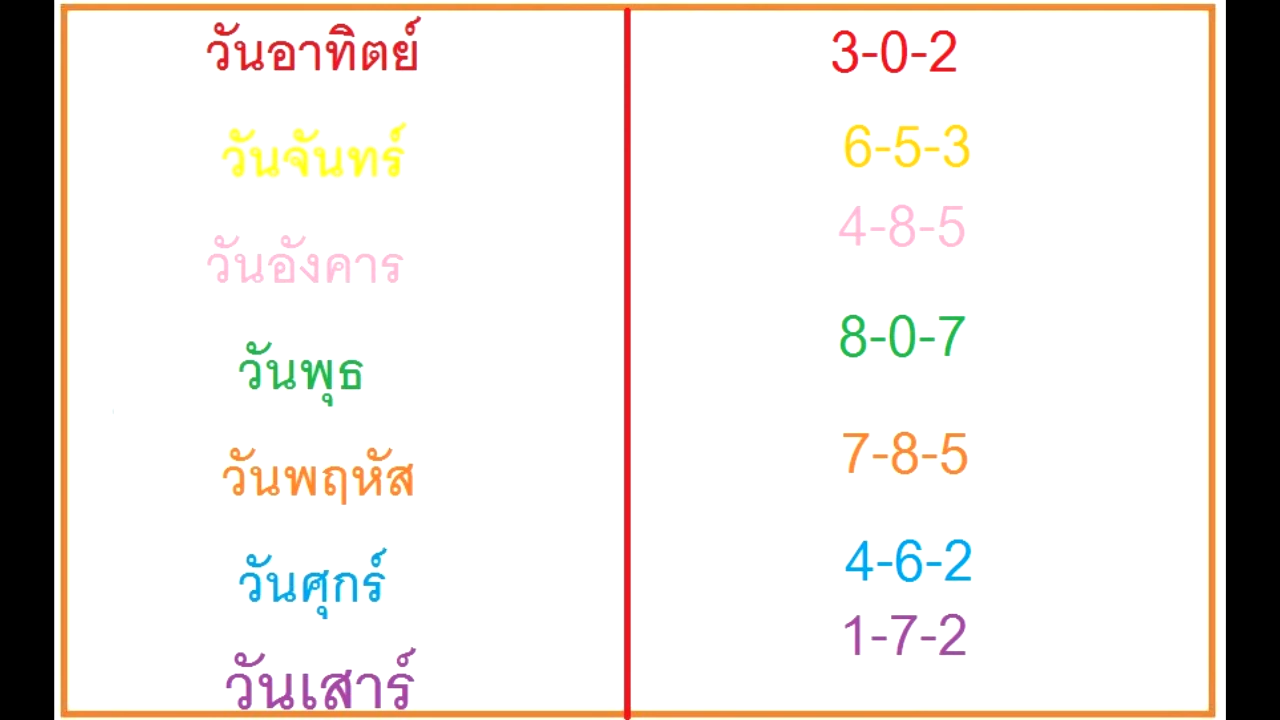 วันอาทิตย์ 3-0-2
วันจันทร์ 6-5-3
วันอังคาร 4-8-5
วันพุธ 8-0-7
วันพฤหัส 7-8-5
วันศุกร์ 4-6-2
วันเสาร์ 1-7-2